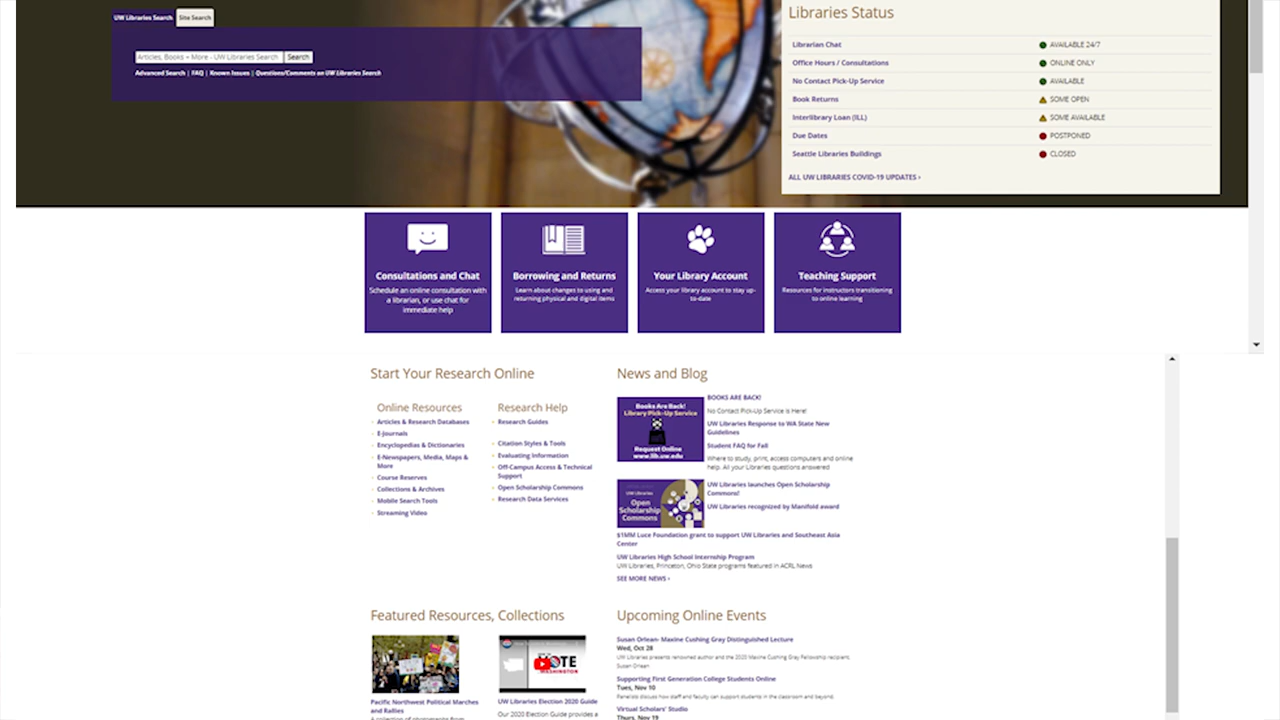 UW Libraries Search Site Search
Articles, Books + More - UW Libraries Search Search
Advanced Search | FAQ | Known Issues | Questions/Comments on UW Libraries Search
Libraries Status
Librarian Chat AVAILABLE 24/7
Office Hours / Consultations ONLINE ONLY
No Contact Pick-Up Service AVAILABLE
Book Returns SOME OPEN
Interlibrary Loan (ILL) SOME AVAILABLE
Due Dates POSTPONED
Seattle Libraries Buildings CLOSED
ALL UW LIBRARIES COVID-19 UPDATES ›
Consultations and Chat
Schedule an online consultation with
a librarian, or use chat for
immediate help
Borrowing and Returns
Learn about changes to using and
returning physical and digital items
Your Library Account
Access your library account to stay up-
to-date
Teaching Support
Resources for instructors transitioning
to online learning
Start Your Research Online
Online Resources
Articles & Research Databases
E-Journals
Encyclopedias & Dictionaries
E-Newspapers, Media, Maps &
More
Course Reserves
Collections & Archives
Mobile Search Tools
Streaming Video
Research Help
Research Guides
Citation Styles & Tools
Evaluating Information
Off-Campus Access & Technical
Support
Open Scholarship Commons
Research Data Services
News and Blog
Books Are Back!
Library Pick-Up Service
Request Online
www.lib.uw.edu
BOOKS ARE BACK!
No Contact Pick-Up Service is Here!
UW Libraries Response to WA State New
Guidelines
Student FAQ for Fall
Where to study, print, access computers and online
help. All your Libraries questions answered
UW Libraries
Open
Scholarship
Commons
UW Libraries launches Open Scholarship
Commons!
UW Libraries recognized by Manifold award
$1MM Luce Foundation grant to support UW Libraries and Southeast Asia
Center
UW Libraries High School Internship Program
UW Libraries, Princeton, Ohio State programs featured in ACRL News
SEE MORE NEWS ›
Featured Resources, Collections
VOTE
WASHINGTON
Pacific Northwest Political Marches
and Rallies
A collection of photographs from
UW Libraries Election 2020 Guide
Our 2020 Election Guide provides a
Upcoming Online Events
Susan Orlean- Maxine Cushing Gray Distinguished Lecture
Wed, Oct 28
UW Libraries presents renowned author and the 2020 Maxine Cushing Gray Fellowship recipient,
Susan Orlean
Supporting First Generation College Students Online
Tues, Nov 10
Panelists discuss how staff and faculty can support students in the classroom and beyond.
Virtual Scholars' Studio
Thurs, Nov 19